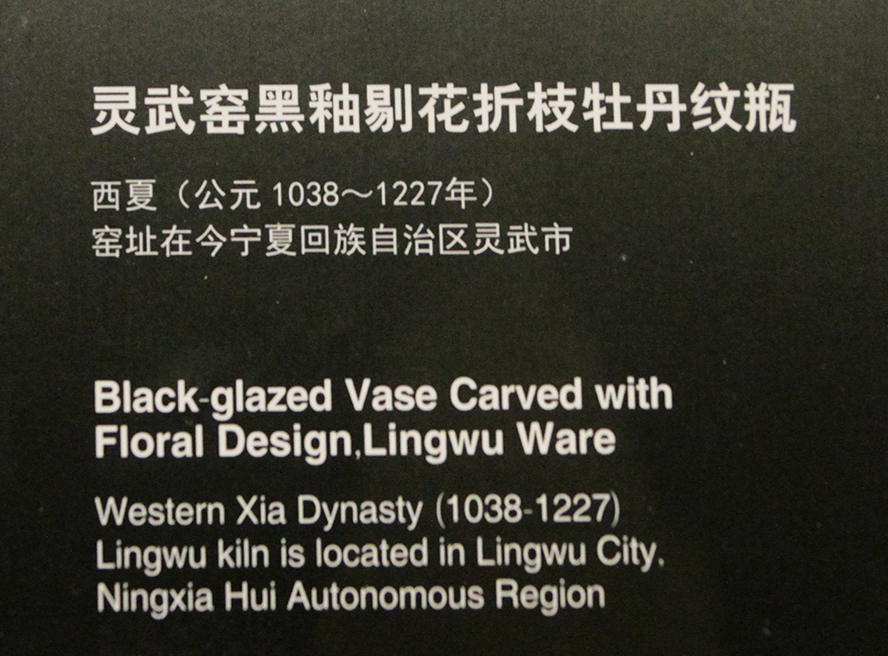 灵武窑黑釉剔花折枝牡丹纹瓶
西夏（公元 1038～1227年）
窑址在今宁夏回族自治区灵武市
Black-glazed Vase Carved with
Floral Design,Lingwu Ware
Western Xia Dynasty (1038-1227)
Lingwu kiln is located in Lingwu City,
Ningxia Hui Autonomous Region